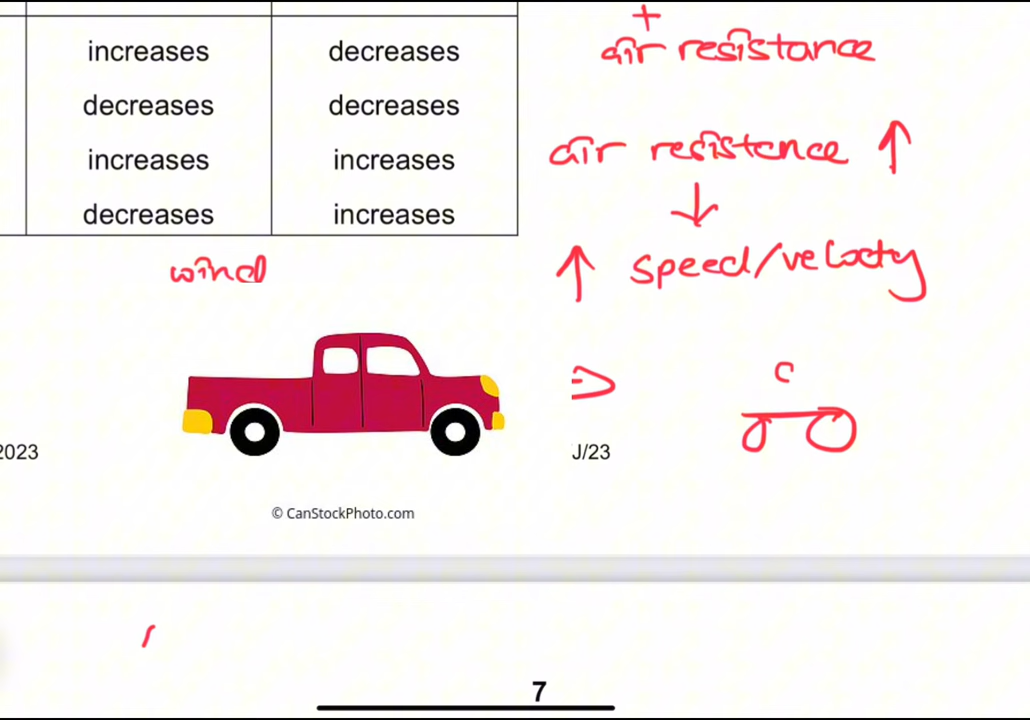 increases decreases
decreases decreases
increases increases
decreases increases
+
air resistance
air resistance ↑
↓
↑ speed/velocty
wind
2023
J/23
© CanStockPhoto.com
7